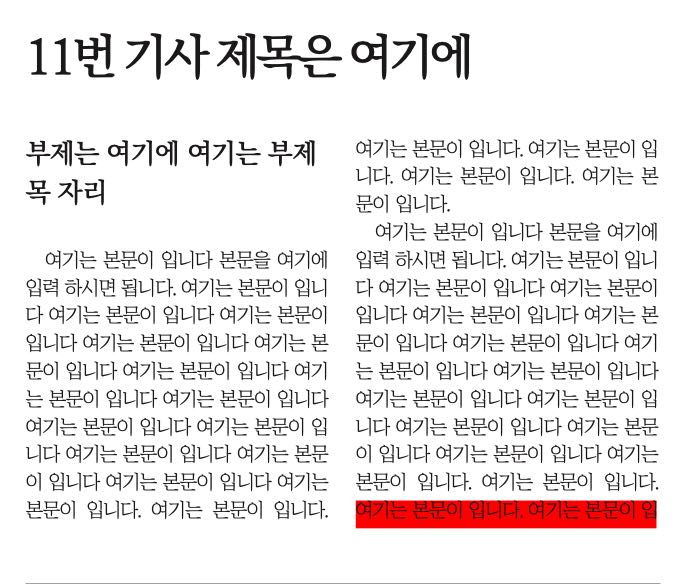 11번 기사 제목은 여기에
부제는 여기에 여기는 부제
목 자리
여기는 본문이 입니다 본문을 여기에
입력 하시면 됩니다. 여기는 본문이 입니
다 여기는 본문이 입니다 여기는 본문이
입니다 여기는 본문이 입니다 여기는 본
문이 입니다 여기는 본문이 입니다 여기
는 본문이 입니다 여기는 본문이 입니다
여기는 본문이 입니다 여기는 본문이 입
니다 여기는 본문이 입니다 여기는 본문
이 입니다 여기는 본문이 입니다 여기는
본문이 입니다. 여기는 본문이 입니다.
여기는 본문이 입니다. 여기는 본문이 입
니다. 여기는 본문이 입니다. 여기는 본
문이 입니다.
여기는 본문이 입니다 본문을 여기에
입력 하시면 됩니다. 여기는 본문이 입니
다 여기는 본문이 입니다 여기는 본문이
입니다 여기는 본문이 입니다 여기는 본
문이 입니다 여기는 본문이 입니다 여기
는 본문이 입니다 여기는 본문이 입니다
여기는 본문이 입니다 여기는 본문이 입
니다 여기는 본문이 입니다 여기는 본문
이 입니다 여기는 본문이 입니다 여기는
본문이 입니다. 여기는 본문이 입니다.
여기는 본문이 입니다. 여기는 본문이 입